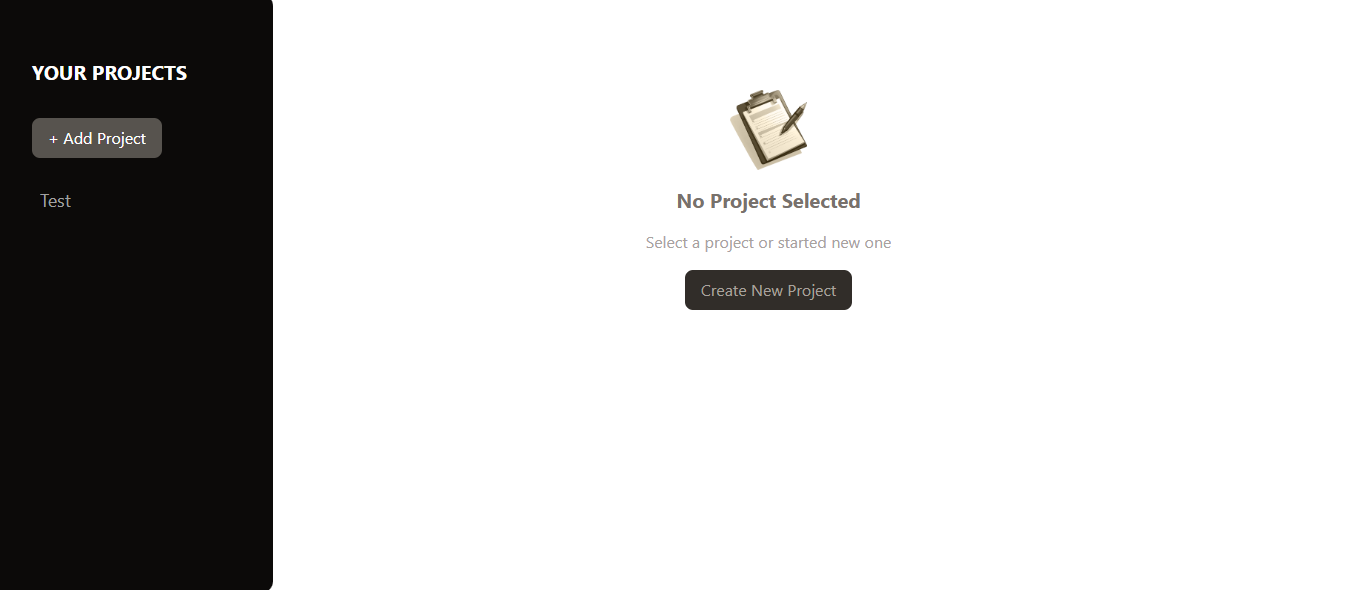 YOUR PROJECTS
+ Add Project
Test
No Project Selected
Select a project or started new one
Create New Project